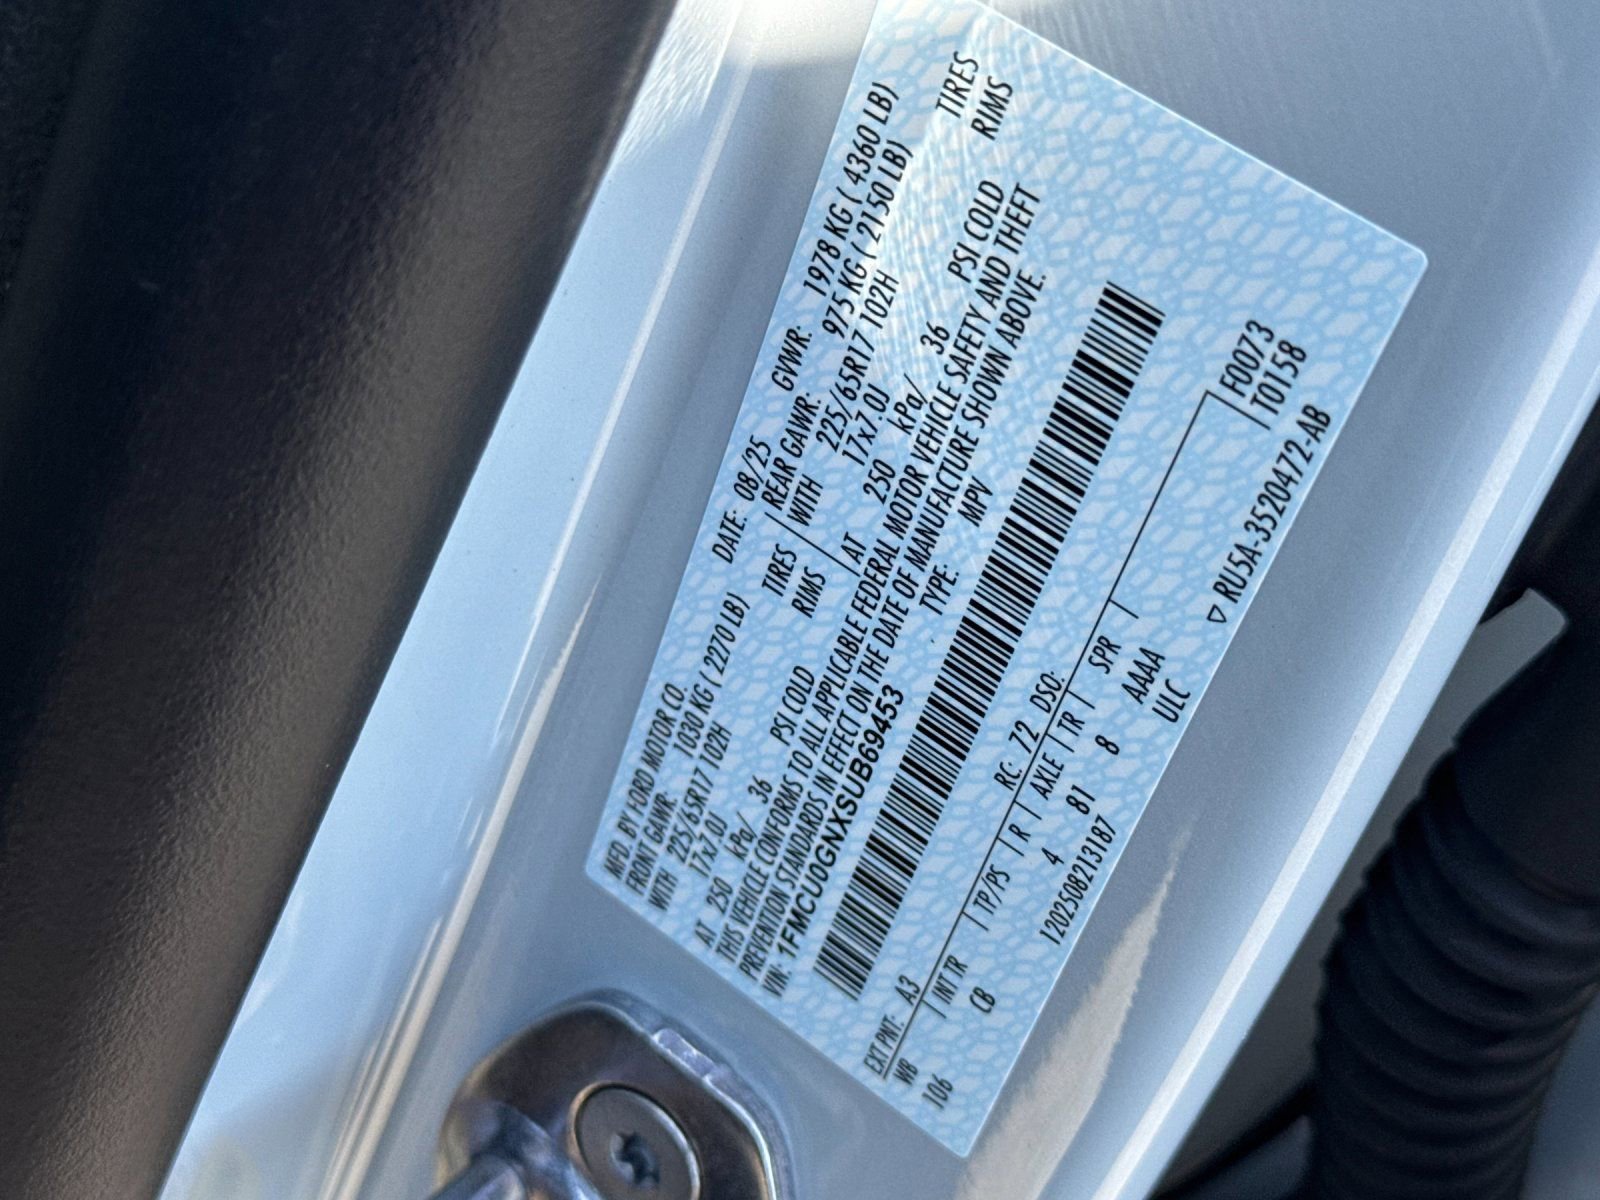 MFD. BY FORD MOTOR CO. DATE: 08/25 GVWR: 1978 KG ( 4360 LB)
FRONT GAWR: 1030 KG ( 2270 LB) REAR GAWR: 975 KG ( 2150 LB)
WITH 225/65R17 102H TIRES WITH 225/65R17 102H TIRES
17x7.0J RIMS 17x7.0J RIMS
AT 250 kPa/ 36 PSI COLD AT 250 kPa/ 36 PSI COLD
THIS VEHICLE CONFORMS TO ALL APPLICABLE FEDERAL MOTOR VEHICLE SAFETY AND THEFT
PREVENTION STANDARDS IN EFFECT ON THE DATE OF MANUFACTURE SHOWN ABOVE.
VIN: 1FMCU0GNXSUB69453 TYPE: MPV
EXT PNT: A3 RC: 72 DSO: F0073
WB INT TR TP/PS R AXLE TR SPR T0158
106 CB 4 81 8 AAAA
ULC
1202508213187
▽ RU5A-3520472-AB